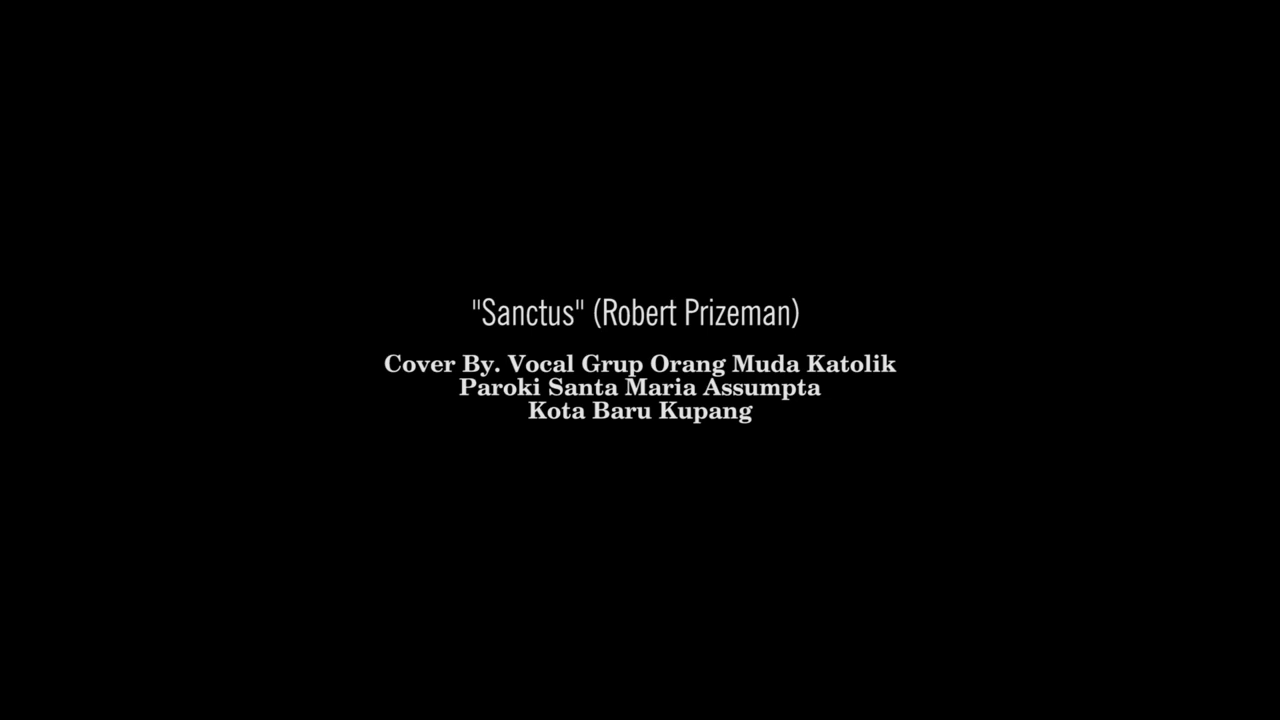 "Sanctus" (Robert Prizeman)
Cover By. Vocal Grup Orang Muda Katolik
Paroki Santa Maria Assumpta
Kota Baru Kupang